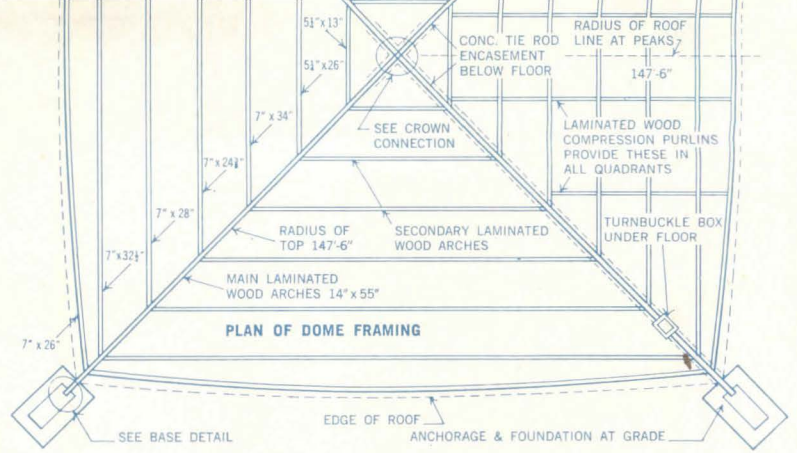 5¼"x13"
5¼"x26"
7" x 34"
7"x24¾"
7" x 28"
7"x32½"
7" x 26"
CONC. TIE ROD
ENCASEMENT
BELOW FLOOR
RADIUS OF ROOF
LINE AT PEAKS
147'-6"
SEE CROWN
CONNECTION
LAMINATED WOOD
COMPRESSION PURLINS
PROVIDE THESE IN
ALL QUADRANTS
RADIUS OF
TOP 147'-6"
SECONDARY LAMINATED
WOOD ARCHES
TURNBUCKLE BOX
UNDER FLOOR
MAIN LAMINATED
WOOD ARCHES 14" x 55"
PLAN OF DOME FRAMING
EDGE OF ROOF
SEE BASE DETAIL
ANCHORAGE & FOUNDATION AT GRADE